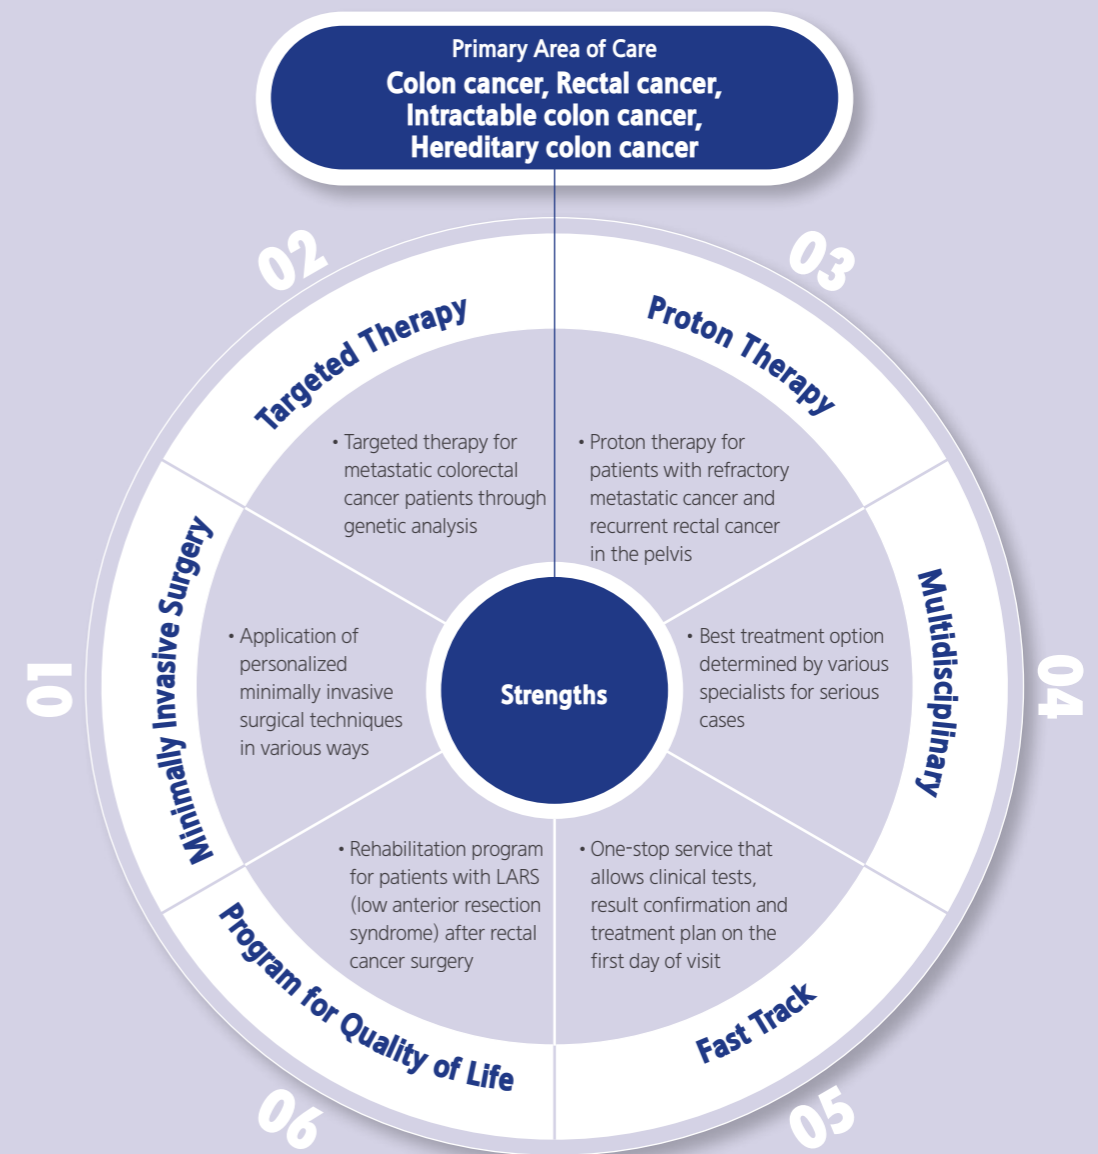 Primary Area of Care
Colon cancer, Rectal cancer,
Intractable colon cancer,
Hereditary colon cancer
01
Minimally Invasive Surgery
• Application of
personalized
minimally invasive
surgical techniques
in various ways
02
Targeted Therapy
• Targeted therapy for
metastatic colorectal
cancer patients through
genetic analysis
03
Proton Therapy
• Proton therapy for
patients with refractory
metastatic cancer and
recurrent rectal cancer
in the pelvis
04
Multidisciplinary
• Best treatment option
determined by various
specialists for serious
cases
05
Fast Track
• One-stop service that
allows clinical tests,
result confirmation and
treatment plan on the
first day of visit
06
Program for Quality of Life
• Rehabilitation program
for patients with LARS
(low anterior resection
syndrome) after rectal
cancer surgery
Strengths